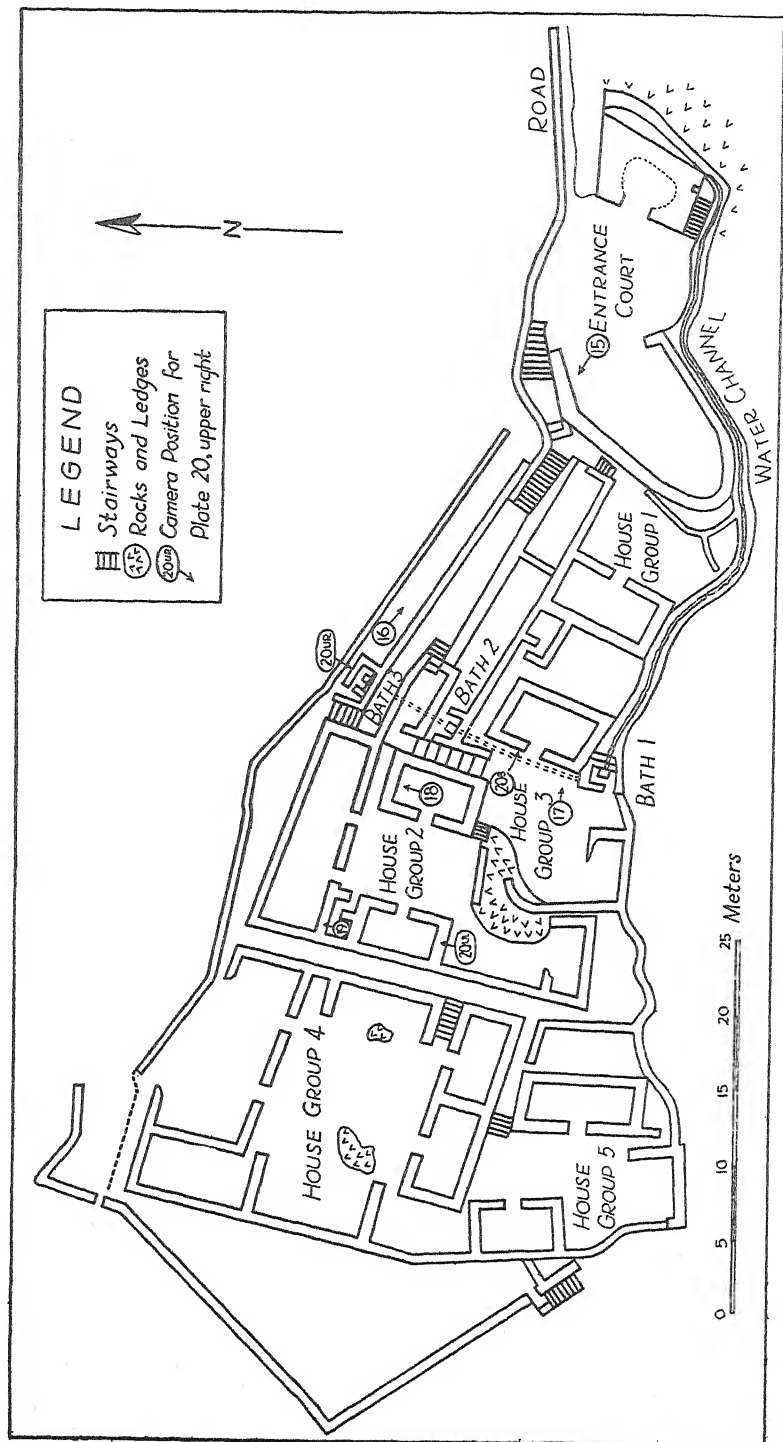 LEGEND
Stairways
Rocks and Ledges
20UR Camera Position for
Plate 20, upper right
N
ROAD
15 ENTRANCE
COURT
WATER CHANNEL
16
20UR
BATH 3
BATH 2
HOUSE
GROUP 1
18
20B
HOUSE
GROUP 3
17
BATH 1
HOUSE
GROUP 2
19
HOUSE GROUP 4
HOUSE
GROUP 5
0 5 10 15 20 25 Meters